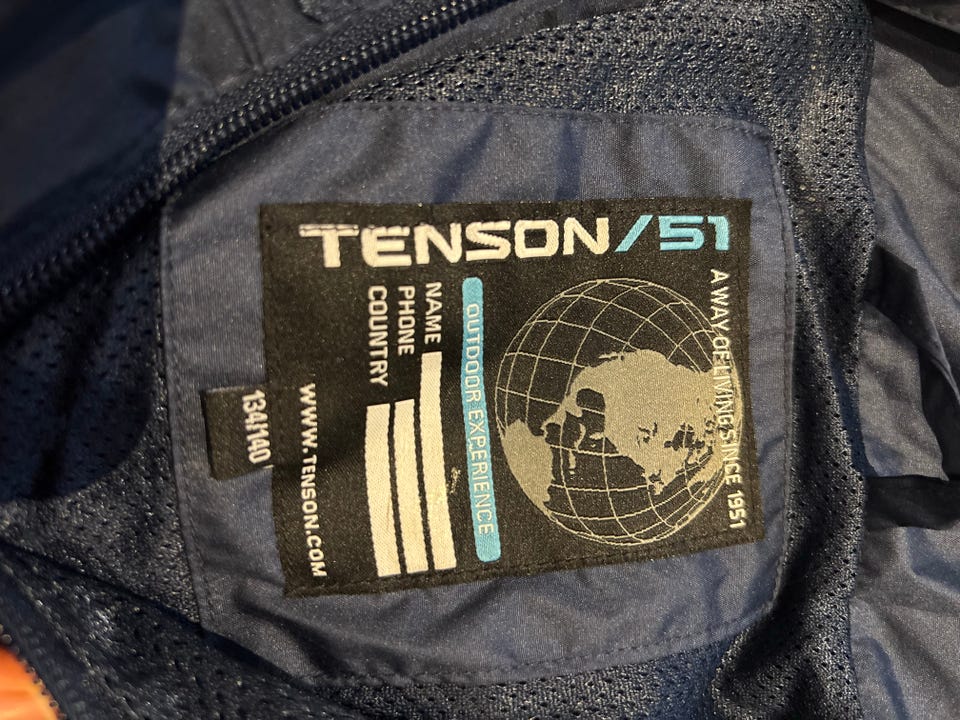 TENSON/51
A WAY OF LIVING SINCE 1951
OUTDOOR EXPERIENCE
NAME
PHONE
COUNTRY
WWW.TENSON.COM
134/140